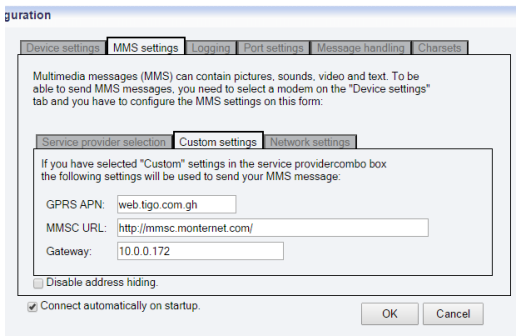 guration
Device settings MMS settings Logging Port settings Message handling Charsets
Multimedia messages (MMS) can contain pictures, sounds, video and text. To be
able to send MMS messages, you need to select a modem on the "Device settings"
tab and you have to configure the MMS settings on this form:
Service provider selection Custom settings Network settings
If you have selected "Custom" settings in the service providercombo box
the following settings will be used to send your MMS message:
GPRS APN: web.tigo.com.gh
MMSC URL: http://mmsc.monternet.com/
Gateway: 10.0.0.172
Disable address hiding.
Connect automatically on startup.
OK Cancel